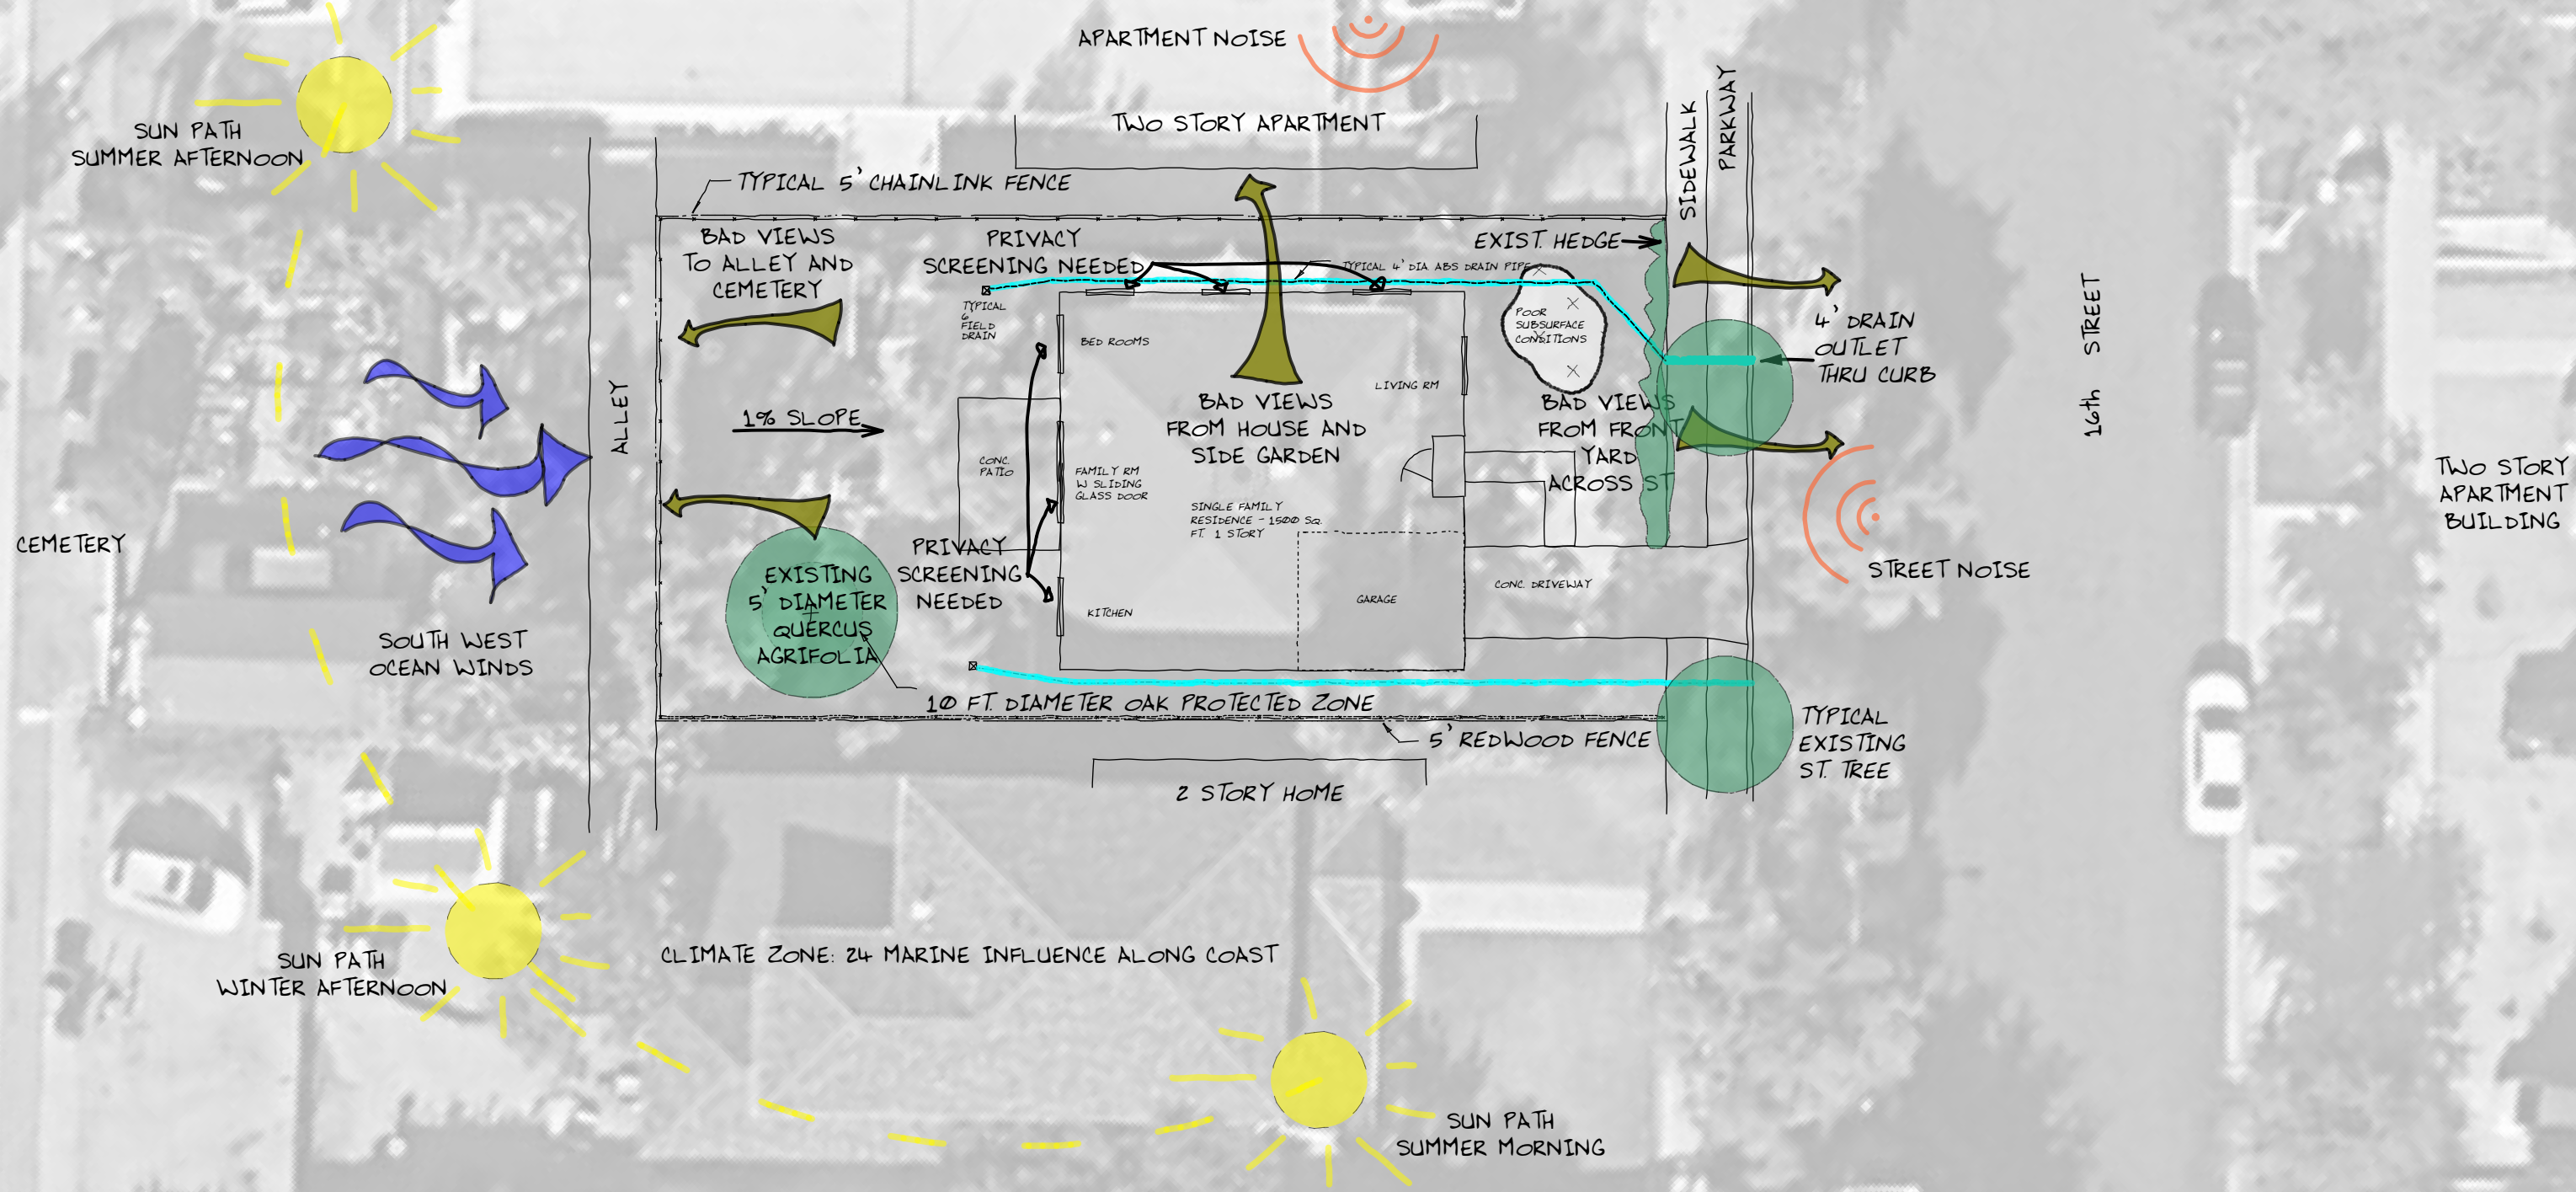 APARTMENT NOISE
TWO STORY APARTMENT
SUN PATH
SUMMER AFTERNOON
SIDEWALK
PARKWAY
TYPICAL 5' CHAINLINK FENCE
BAD VIEWS
TO ALLEY AND
CEMETERY
PRIVACY
SCREENING NEEDED
EXIST. HEDGE
TYPICAL 4' DIA ABS DRAIN PIPE
TYPICAL
6
FIELD
DRAIN
BED ROOMS
POOR
SUBSURFACE
CONDITIONS
4' DRAIN
OUTLET
THRU CURB
16th STREET
LIVING RM
ALLEY
1% SLOPE
BAD VIEWS
FROM HOUSE AND
SIDE GARDEN
BAD VIEWS
FROM FRONT
YARD
ACROSS ST
CONC.
PATIO
FAMILY RM
W SLIDING
GLASS DOOR
SINGLE FAMILY
RESIDENCE - 1500 SQ.
FT. 1 STORY
TWO STORY
APARTMENT
BUILDING
CEMETERY
PRIVACY
SCREENING
NEEDED
EXISTING
5' DIAMETER
QUERCUS
AGRIFOLIA
KITCHEN
GARAGE
CONC. DRIVEWAY
STREET NOISE
SOUTH WEST
OCEAN WINDS
10 FT. DIAMETER OAK PROTECTED ZONE
5' REDWOOD FENCE
TYPICAL
EXISTING
ST. TREE
2 STORY HOME
SUN PATH
WINTER AFTERNOON
CLIMATE ZONE: 24 MARINE INFLUENCE ALONG COAST
SUN PATH
SUMMER MORNING